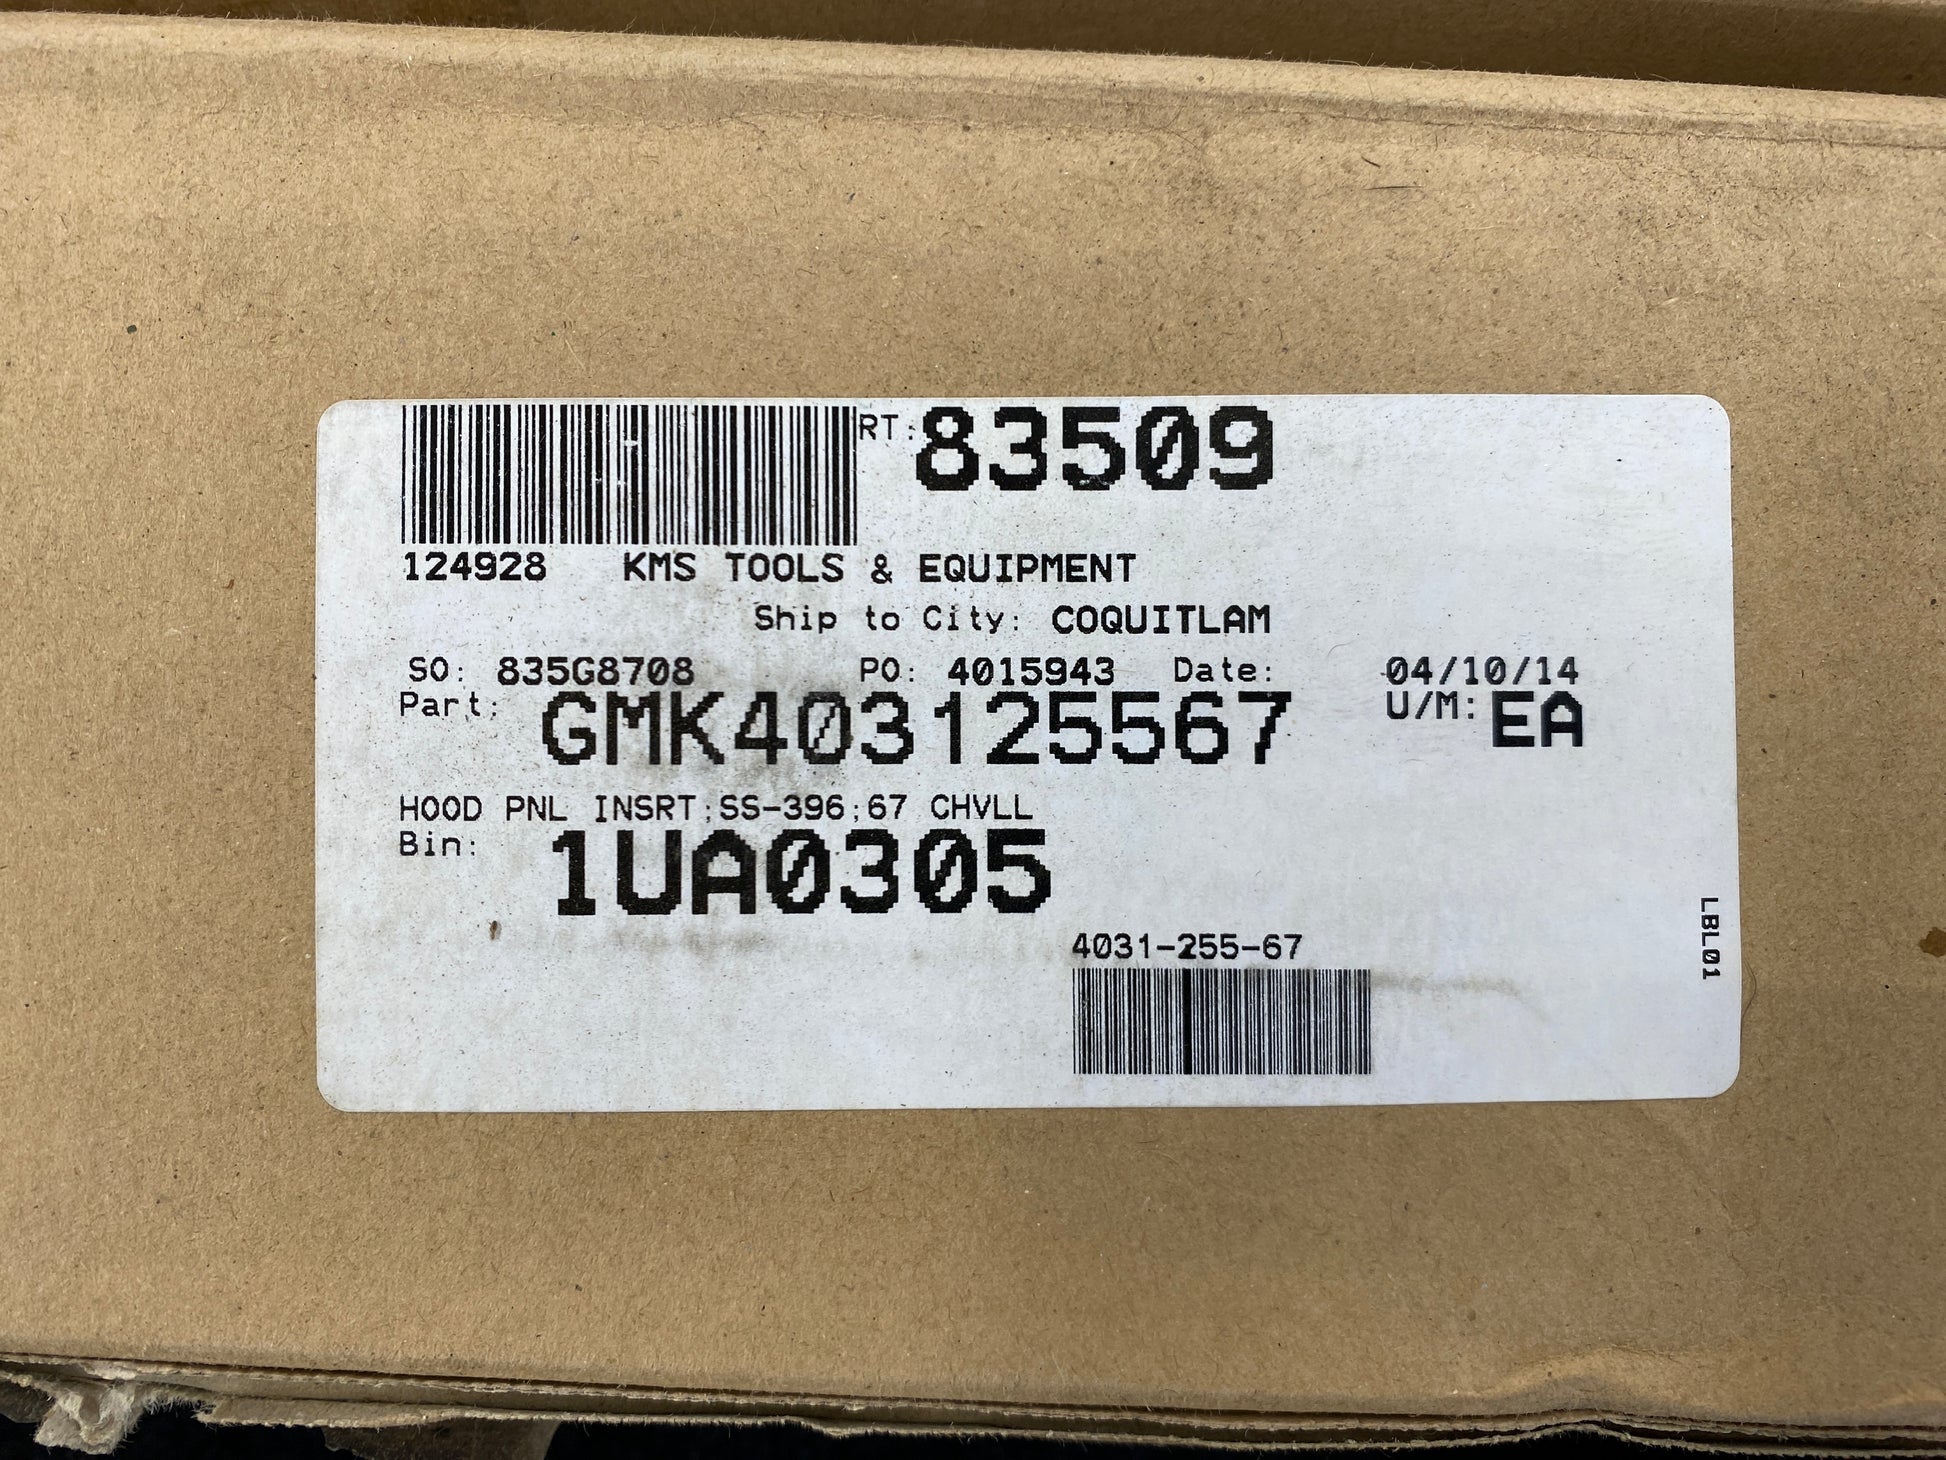 RT: 83509
124928 KMS TOOLS & EQUIPMENT
Ship to City: COQUITLAM
SO: 835G8708 PO: 4015943 Date: 04/10/14
Part: GMK403125567 U/M: EA
HOOD PNL INSRT;SS-396;67 CHVLL
Bin: 1UA0305
4031-255-67
LBL01